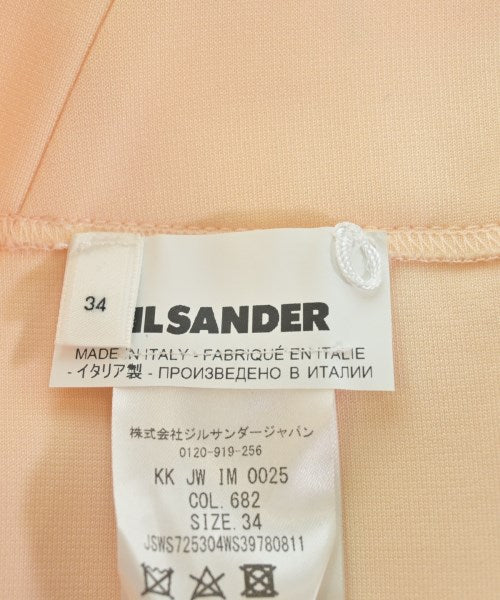 34
IL SANDER
MADE IN ITALY - FABRIQUÉ EN ITALIE
- イタリア製 - ПРОИЗВЕДЕНО В ИТАЛИИ
株式会社ジルサンダージャパン
0120-919-256
KK JW IM 0025
COL. 682
SIZE. 34
JSWS725304WS39780811